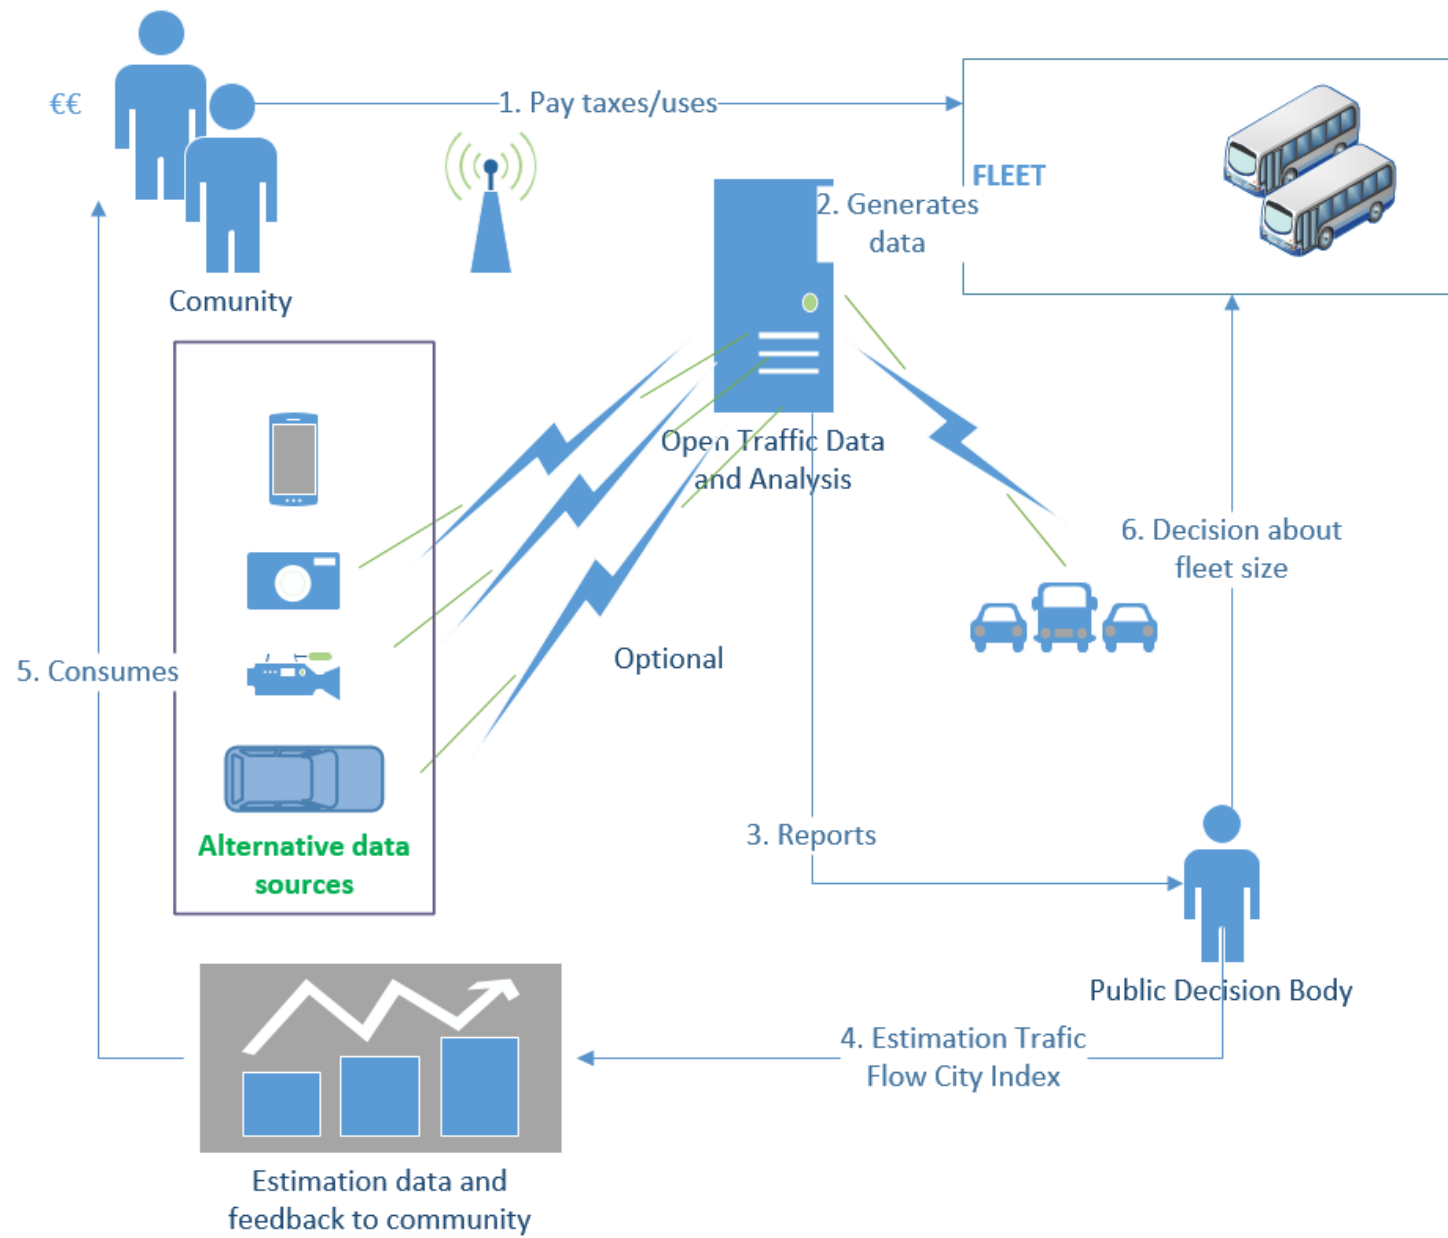 €€
1. Pay taxes/uses
FLEET
2. Generates
data
Comunity
Open Traffic Data
and Analysis
6. Decision about
fleet size
Optional
5. Consumes
3. Reports
Alternative data
sources
Public Decision Body
4. Estimation Trafic
Flow City Index
Estimation data and
feedback to community